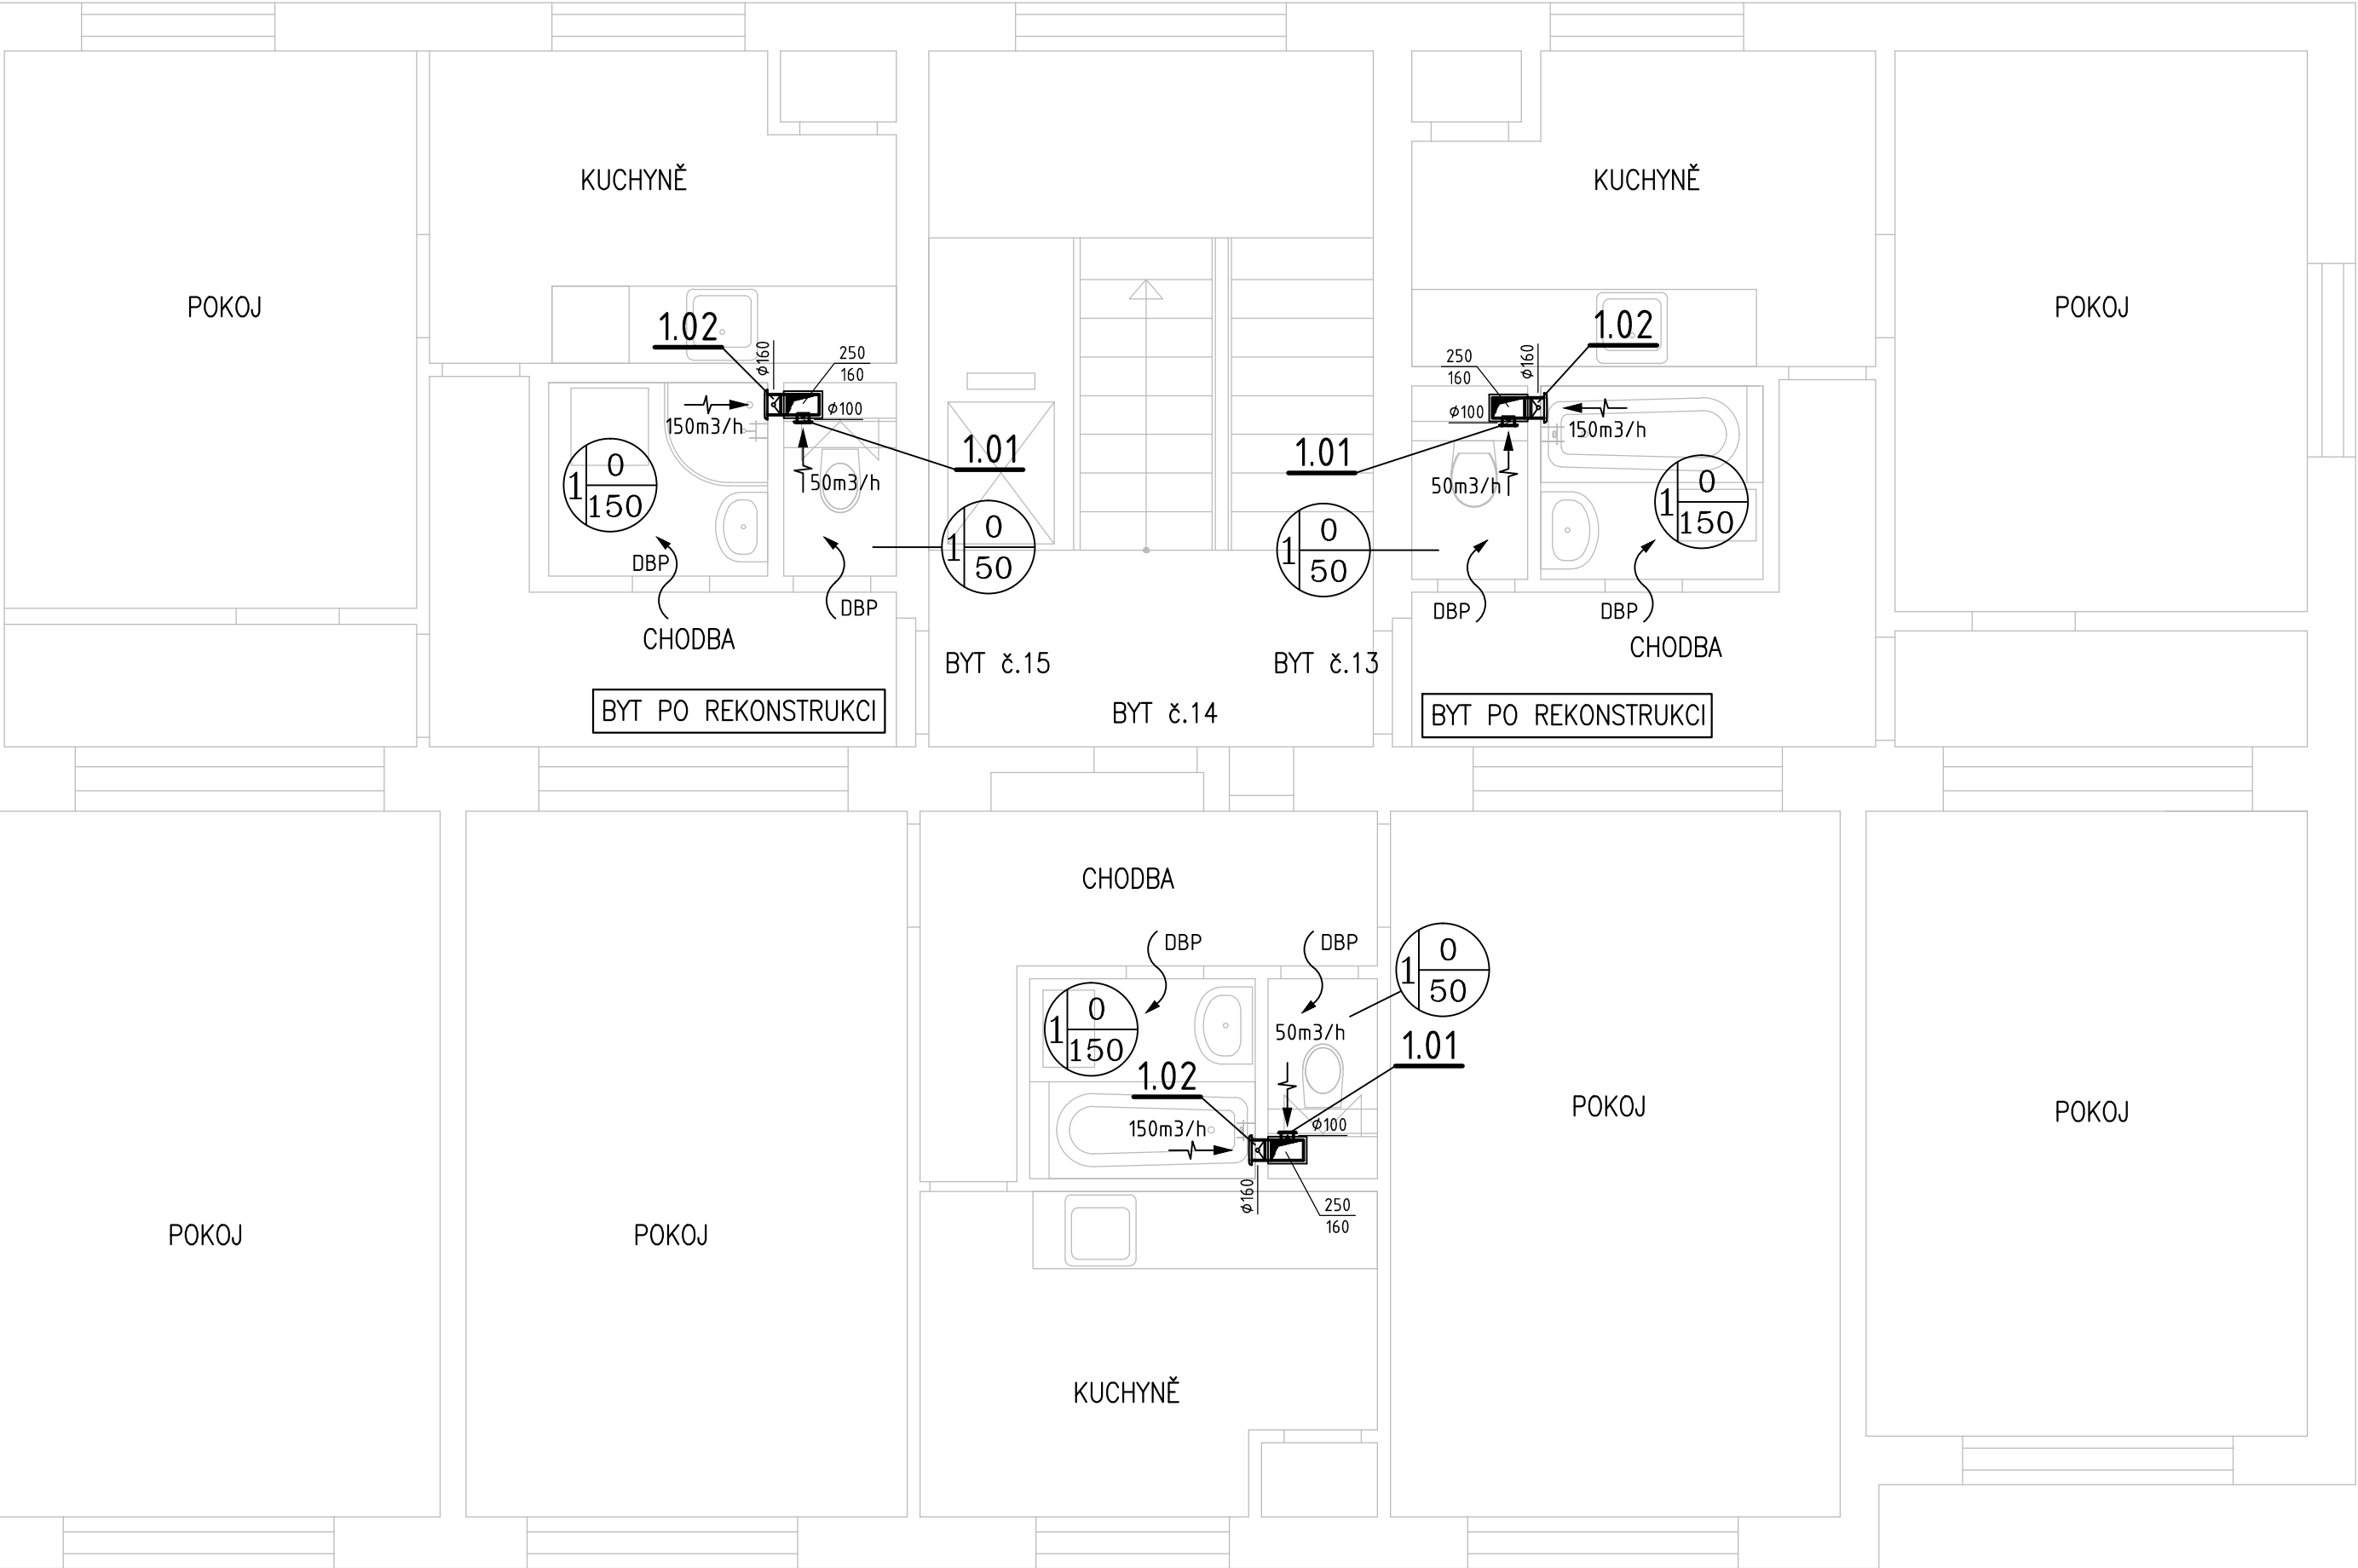 KUCHYNĚ
KUCHYNĚ
POKOJ
POKOJ
1.02
ø160
250
160
ø100
150m3/h
1.01
50m3/h
1
0
150
1
0
50
DBP
DBP
CHODBA
BYT PO REKONSTRUKCI
BYT č.15
BYT č.14
BYT č.13
1.02
ø160
250
160
ø100
150m3/h
1.01
50m3/h
1
0
50
1
0
150
DBP
DBP
CHODBA
BYT PO REKONSTRUKCI
CHODBA
DBP
DBP
1
0
50
1
0
150
50m3/h
1.01
1.02
150m3/h
ø100
ø160
250
160
POKOJ
POKOJ
POKOJ
POKOJ
KUCHYNĚ